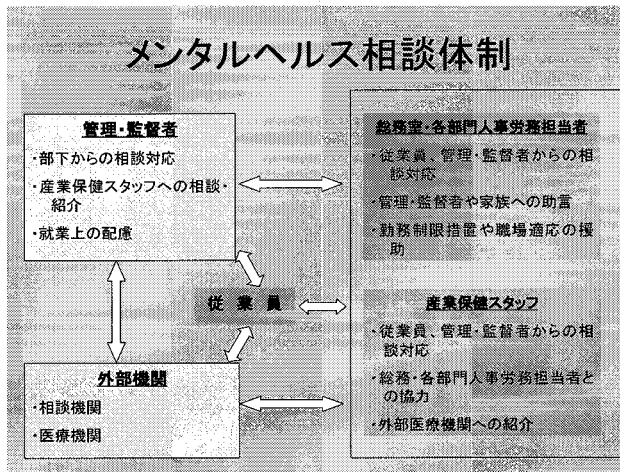 メンタルヘルス相談体制
管理・監督者
・部下からの相談対応
・産業保健スタッフへの相談・
紹介
・就業上の配慮
総務室・各部門人事労務担当者
・従業員、管理・監督者からの相
談対応
・管理・監督者や家族への助言
・勤務制限措置や職場適応の援
助
従 業 員
産業保健スタッフ
・従業員、管理・監督者からの相
談対応
・総務・各部門人事労務担当者と
の協力
・外部医療機関への紹介
外部機関
・相談機関
・医療機関